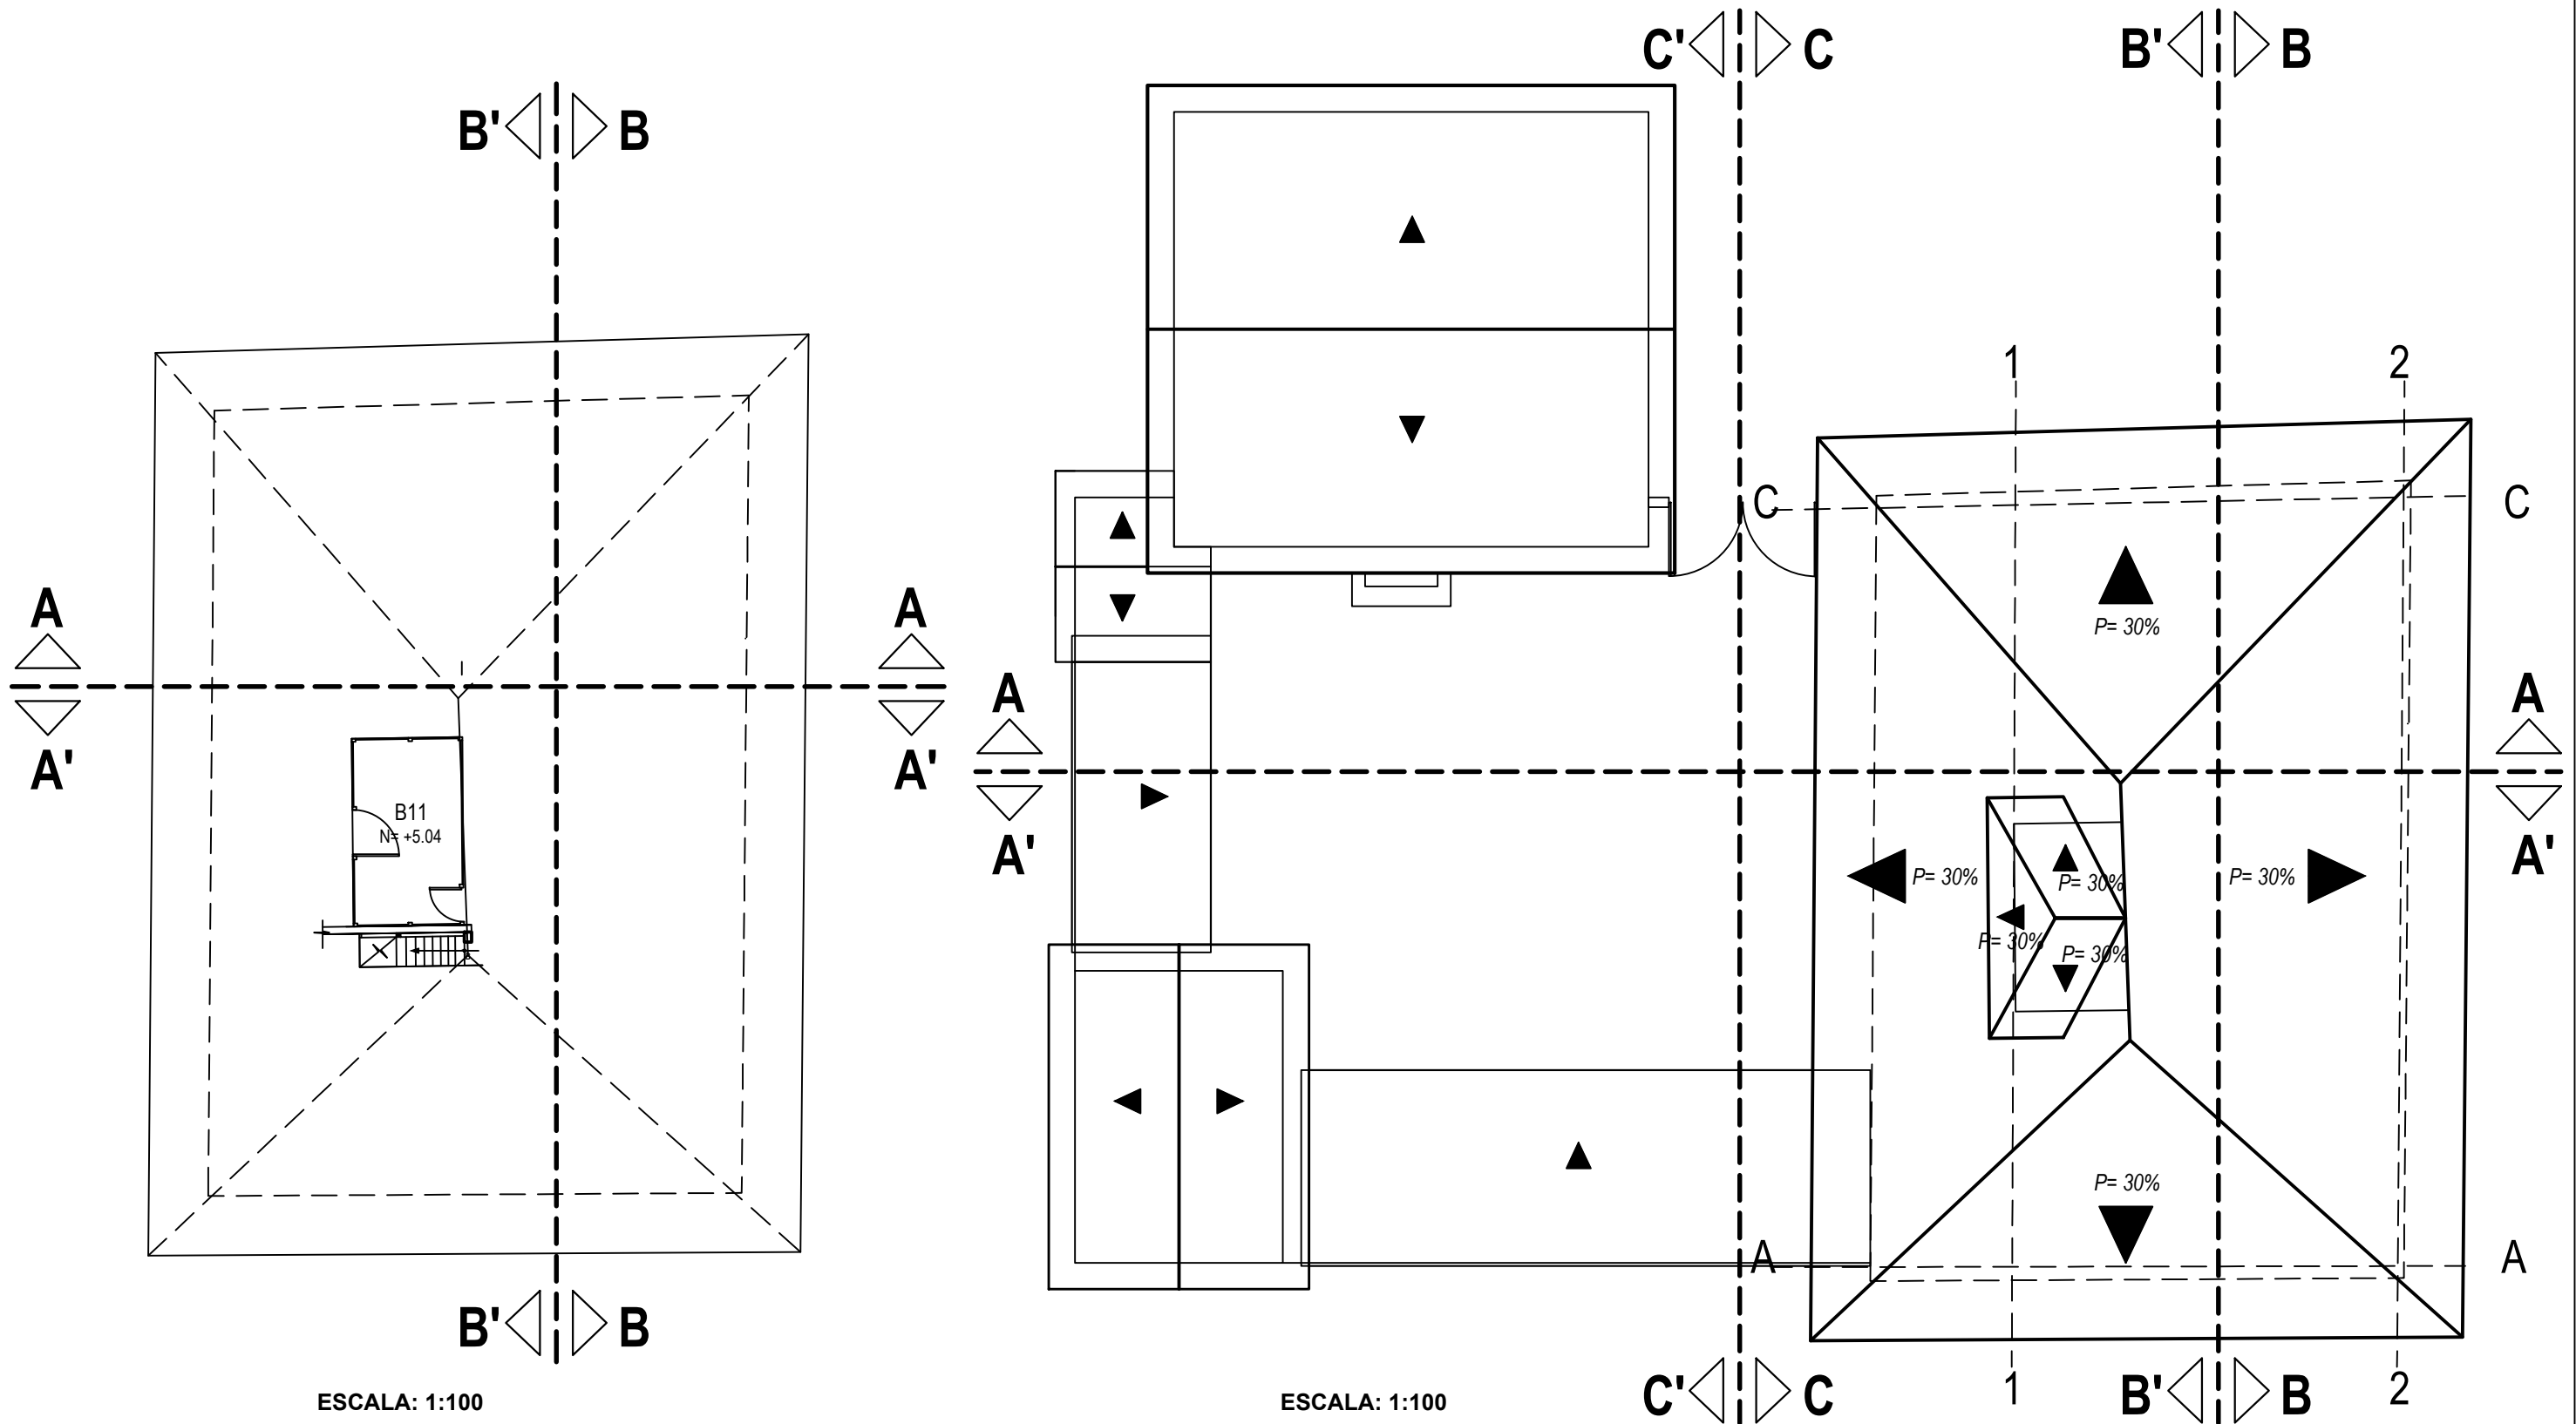 B' B
A A
A' A'
B11
N= +5.04
B' B
ESCALA: 1:100
C' C B' B
1 2
C C
P= 30%
A A
A' A'
P= 30% P= 30% P= 30%
P= 30% P= 30%
P= 30%
A A
1 2
C' C B' B
ESCALA: 1:100